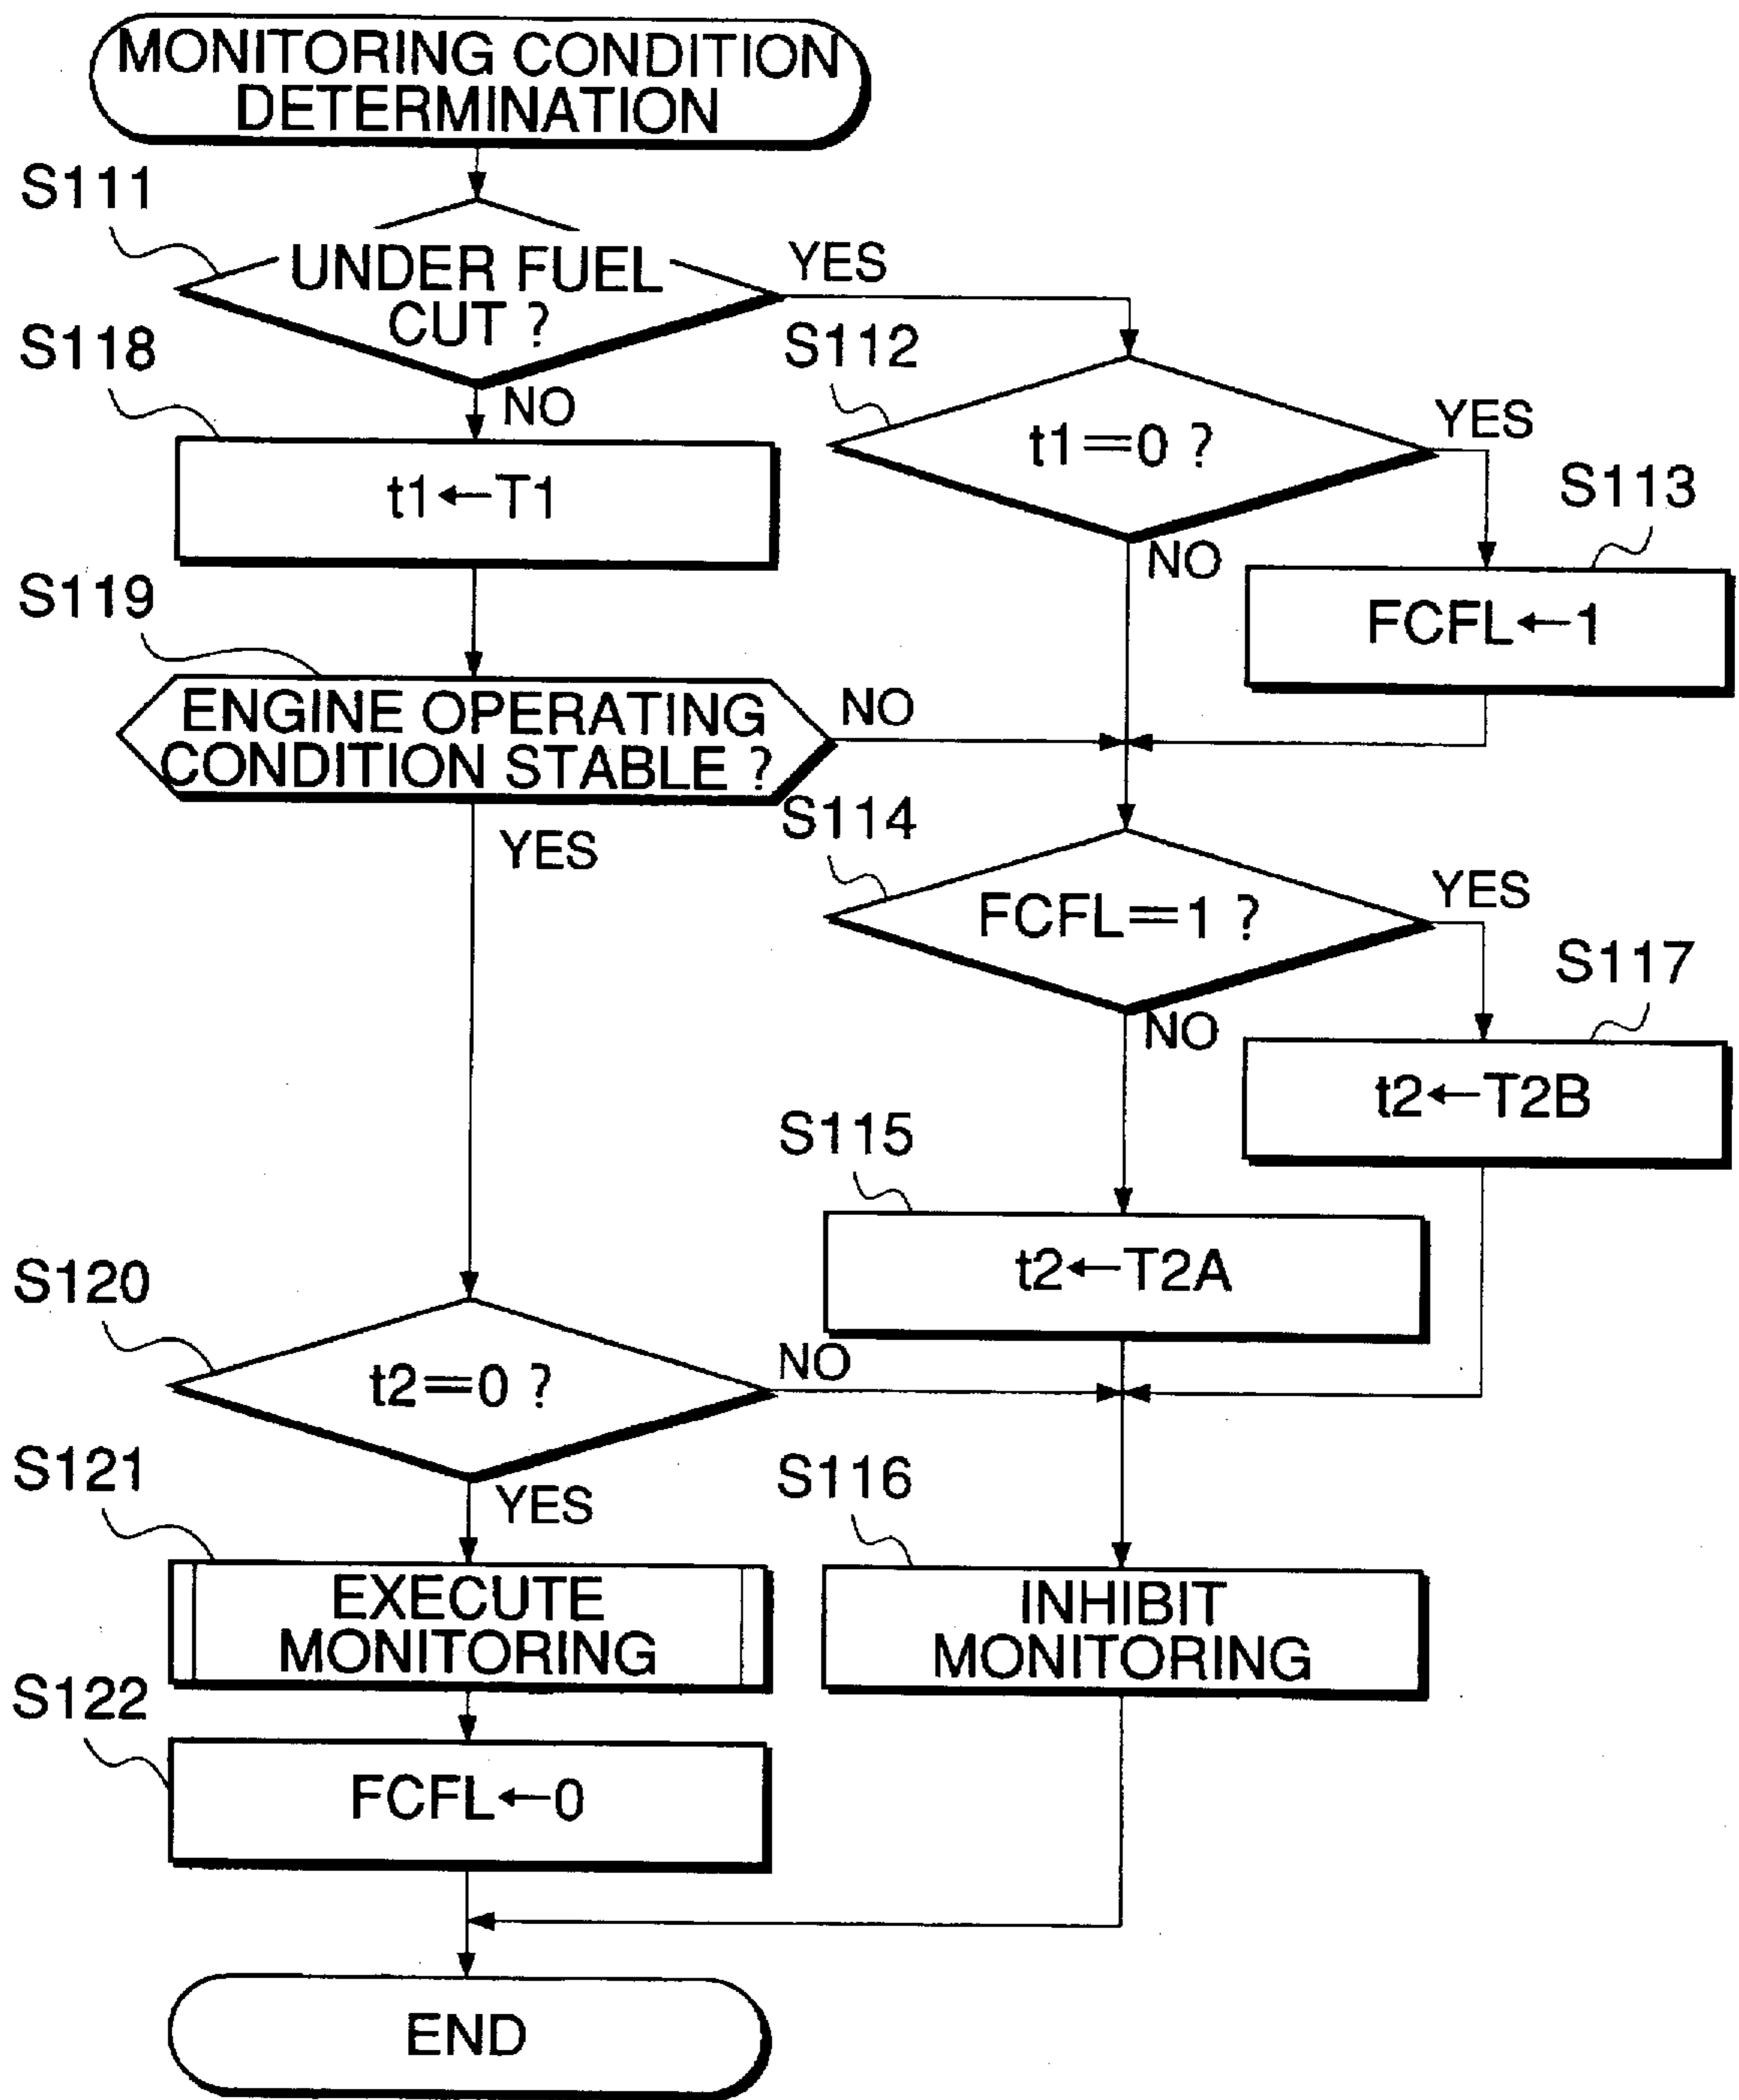 MONITORING CONDITION
DETERMINATION
S111
UNDER FUEL
CUT ?
YES
S118
NO
S112
t1=0 ?
YES
t1←T1
NO
S113
FCFL←1
S119
ENGINE OPERATING
CONDITION STABLE ?
NO
YES
S114
FCFL=1 ?
YES
NO
S117
t2←T2B
S115
t2←T2A
S120
t2=0 ?
NO
YES
S121
EXECUTE
MONITORING
S116
INHIBIT
MONITORING
S122
FCFL←0
END